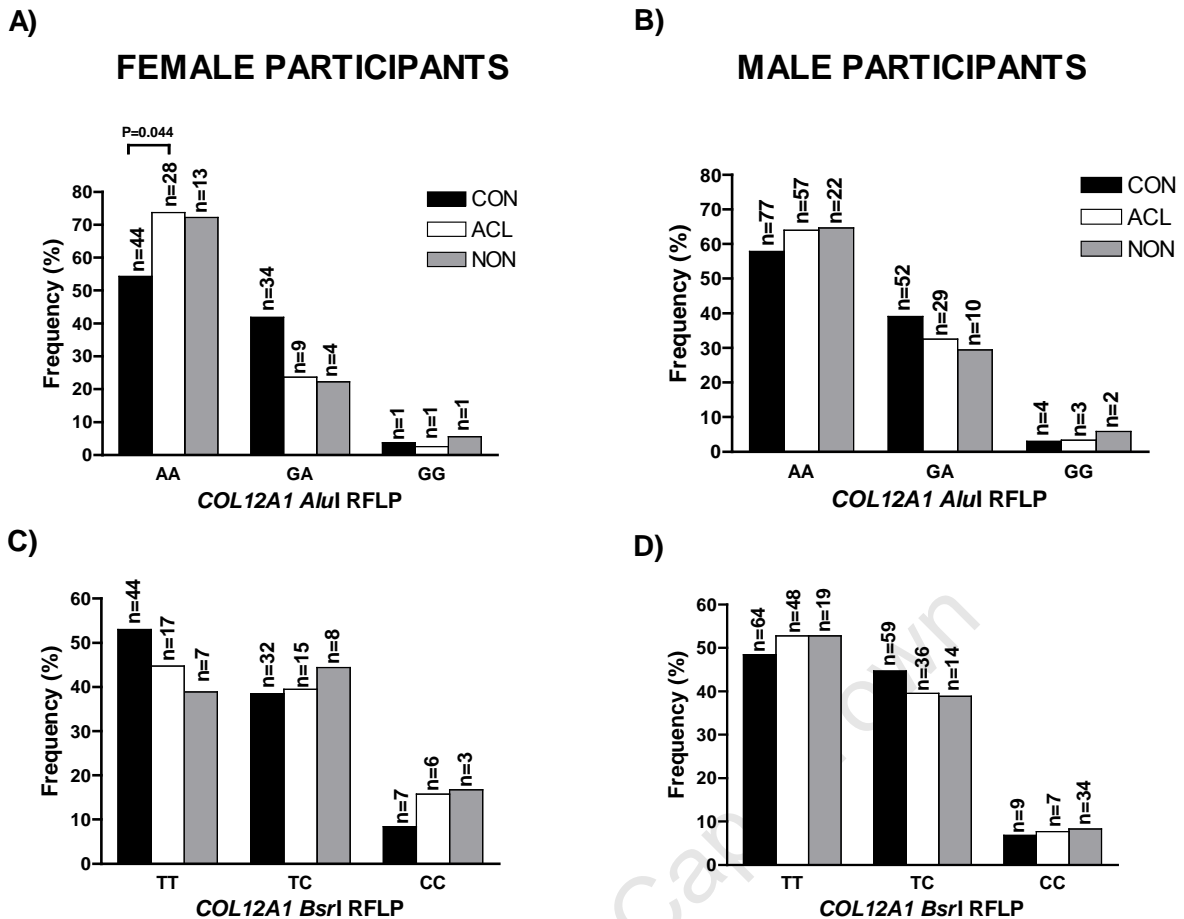 A)
FEMALE PARTICIPANTS
P=0.044
Frequency (%)
80
70
60
50
40
30
20
10
0
n=44
n=28
n=13
n=34
n=9
n=4
n=1
n=1
n=1
CON
ACL
NON
AA
GA
GG
COL12A1 AluI RFLP
B)
MALE PARTICIPANTS
Frequency (%)
80
70
60
50
40
30
20
10
0
n=77
n=57
n=22
n=52
n=29
n=10
n=4
n=3
n=2
CON
ACL
NON
AA
GA
GG
COL12A1 AluI RFLP
C)
Frequency (%)
60
50
40
30
20
10
0
n=44
n=17
n=7
n=32
n=15
n=8
n=7
n=6
n=3
TT
TC
CC
COL12A1 BsrI RFLP
D)
Frequency (%)
60
50
40
30
20
10
0
n=64
n=48
n=19
n=59
n=36
n=14
n=9
n=7
n=34
TT
TC
CC
COL12A1 BsrI RFLP